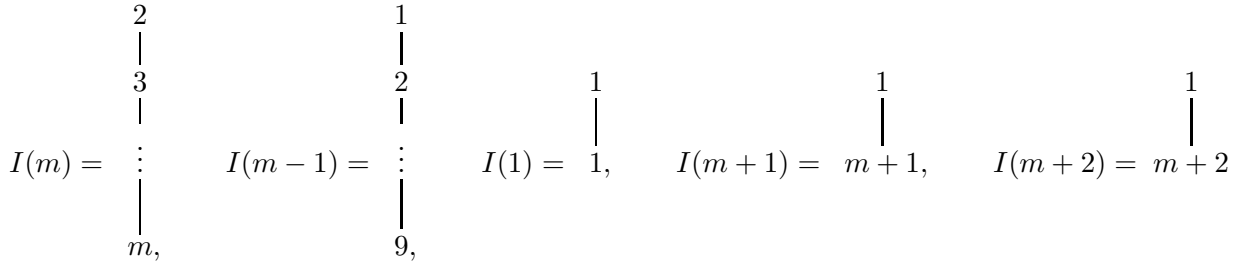 2 1
3 2 1 1 1
I(m) = ⋮ I(m − 1) = ⋮ I(1) = 1, I(m + 1) = m + 1, I(m + 2) = m + 2
m, 9,